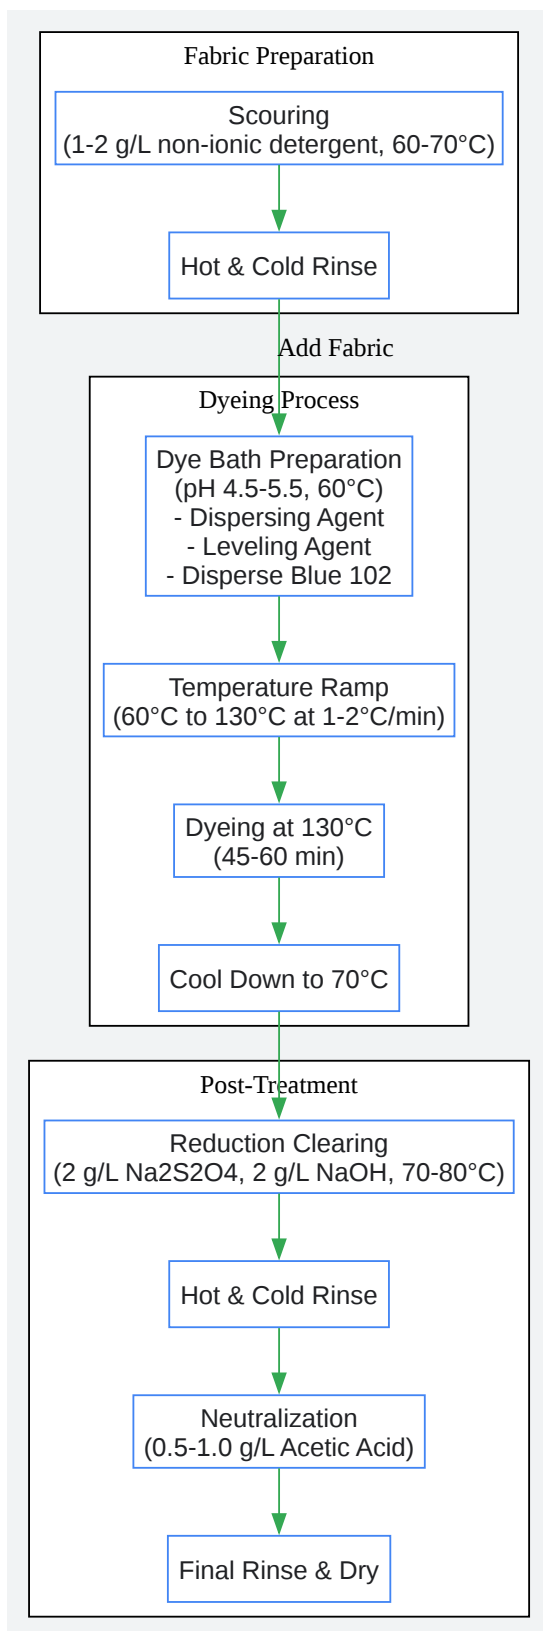 Fabric Preparation
Scouring
(1-2 g/L non-ionic detergent, 60-70°C)
Hot & Cold Rinse
Add Fabric
Dyeing Process
Dye Bath Preparation
(pH 4.5-5.5, 60°C)
- Dispersing Agent
- Leveling Agent
- Disperse Blue 102
Temperature Ramp
(60°C to 130°C at 1-2°C/min)
Dyeing at 130°C
(45-60 min)
Cool Down to 70°C
Post-Treatment
Reduction Clearing
(2 g/L Na2S2O4, 2 g/L NaOH, 70-80°C)
Hot & Cold Rinse
Neutralization
(0.5-1.0 g/L Acetic Acid)
Final Rinse & Dry